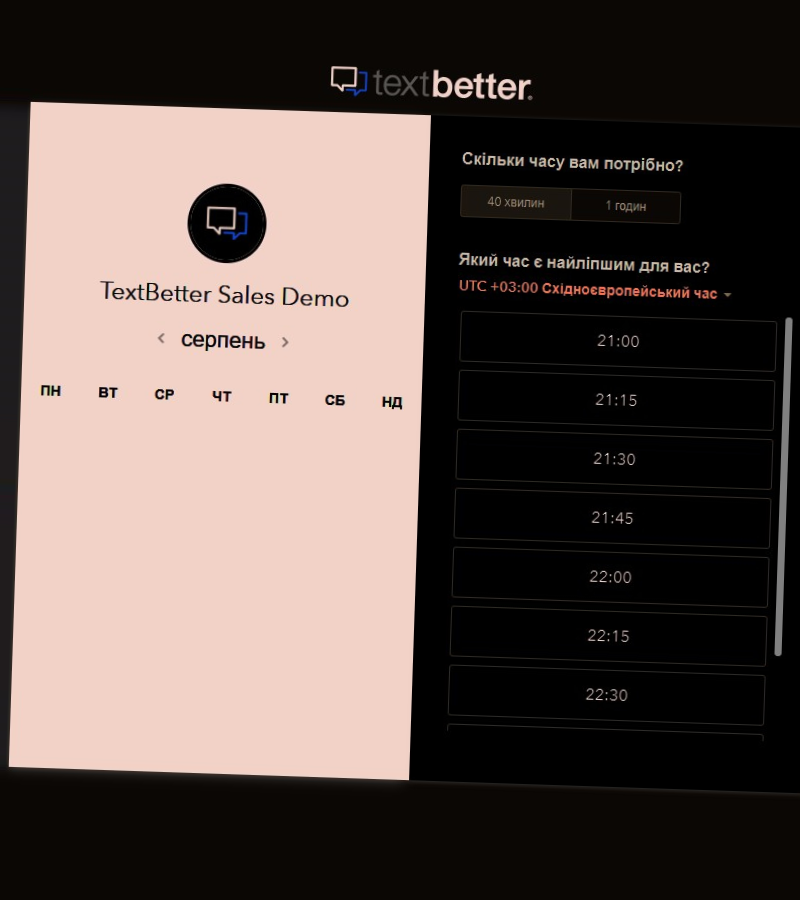 textbetter.
TextBetter Sales Demo
серпень
ПН ВТ СР ЧТ ПТ СБ НД
Скільки часу вам потрібно?
40 хвилин
1 годин
Який час є найліпшим для вас?
UTC +03:00 Східноєвропейський час
21:00
21:15
21:30
21:45
22:00
22:15
22:30